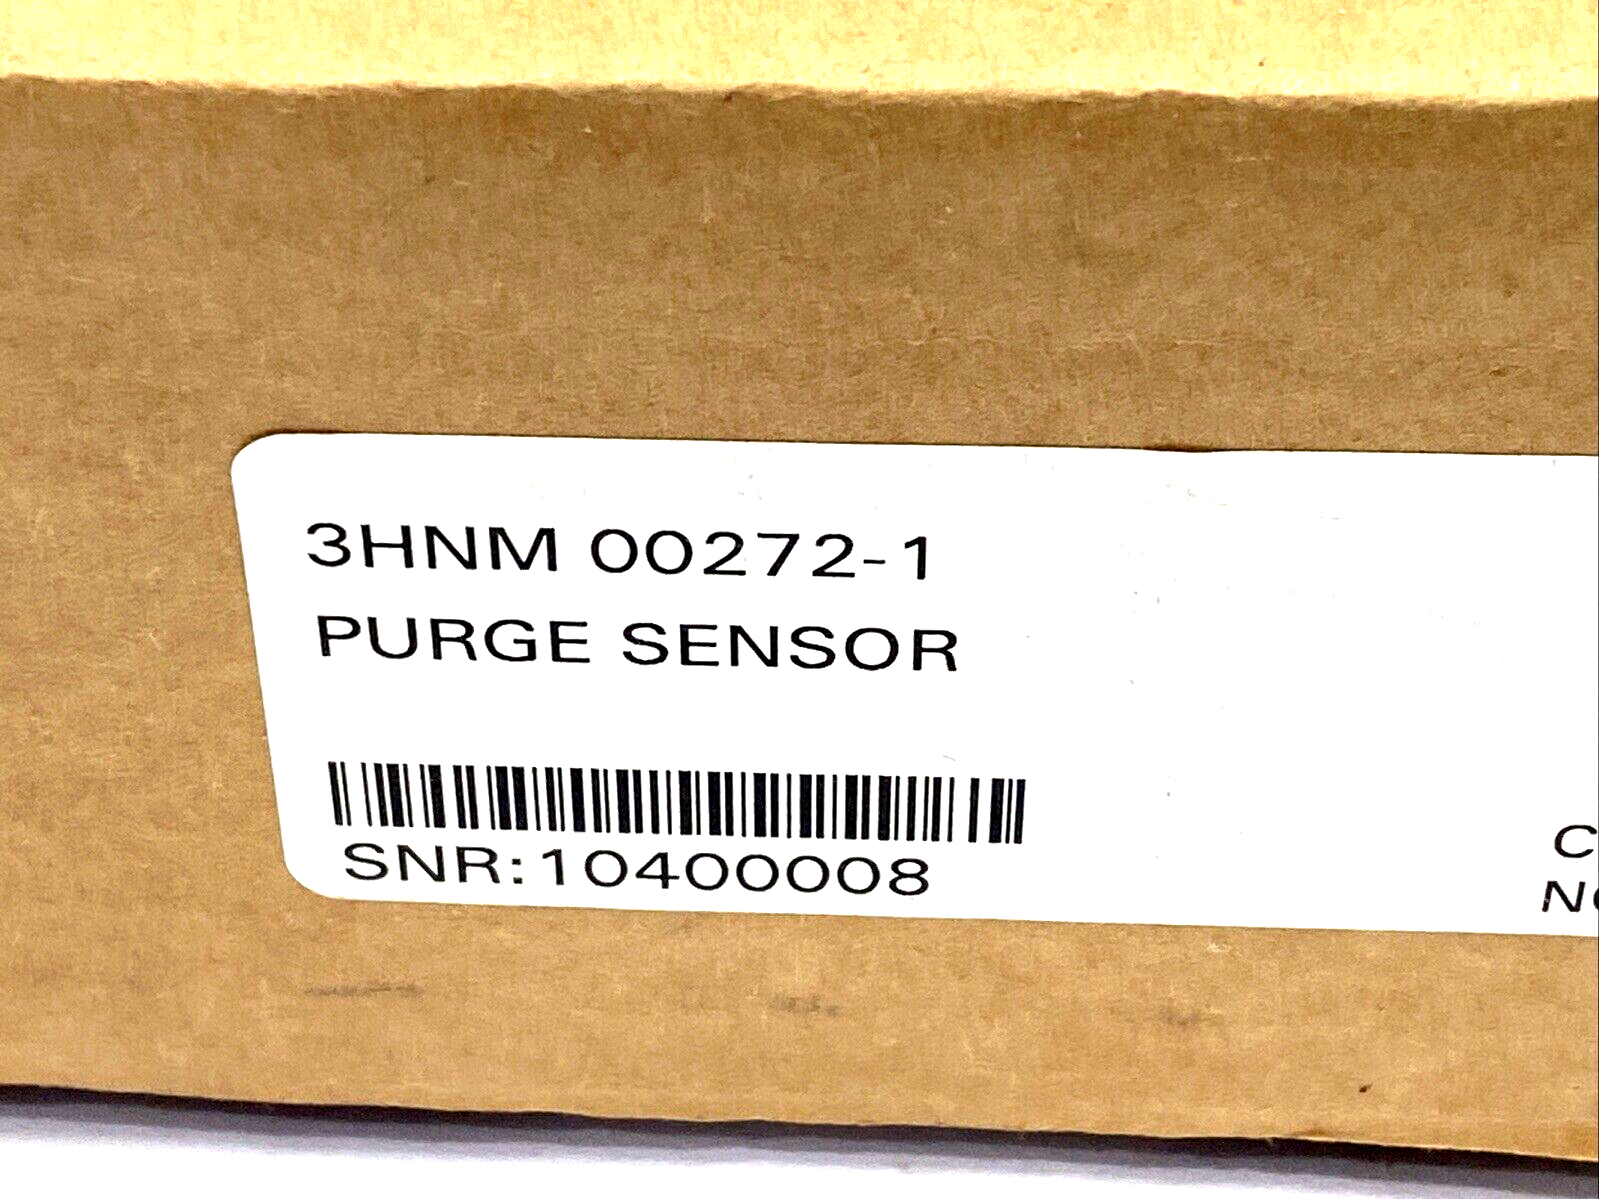 3HNM 00272-1
PURGE SENSOR
SNR:10400008